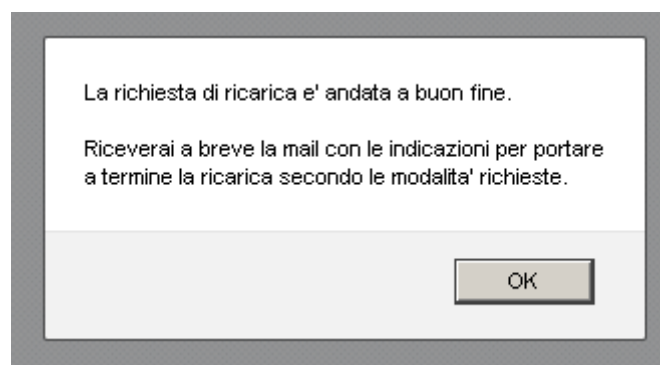 La richiesta di ricarica e' andata a buon fine.
Riceverai a breve la mail con le indicazioni per portare
a termine la ricarica secondo le modalita' richieste.
OK